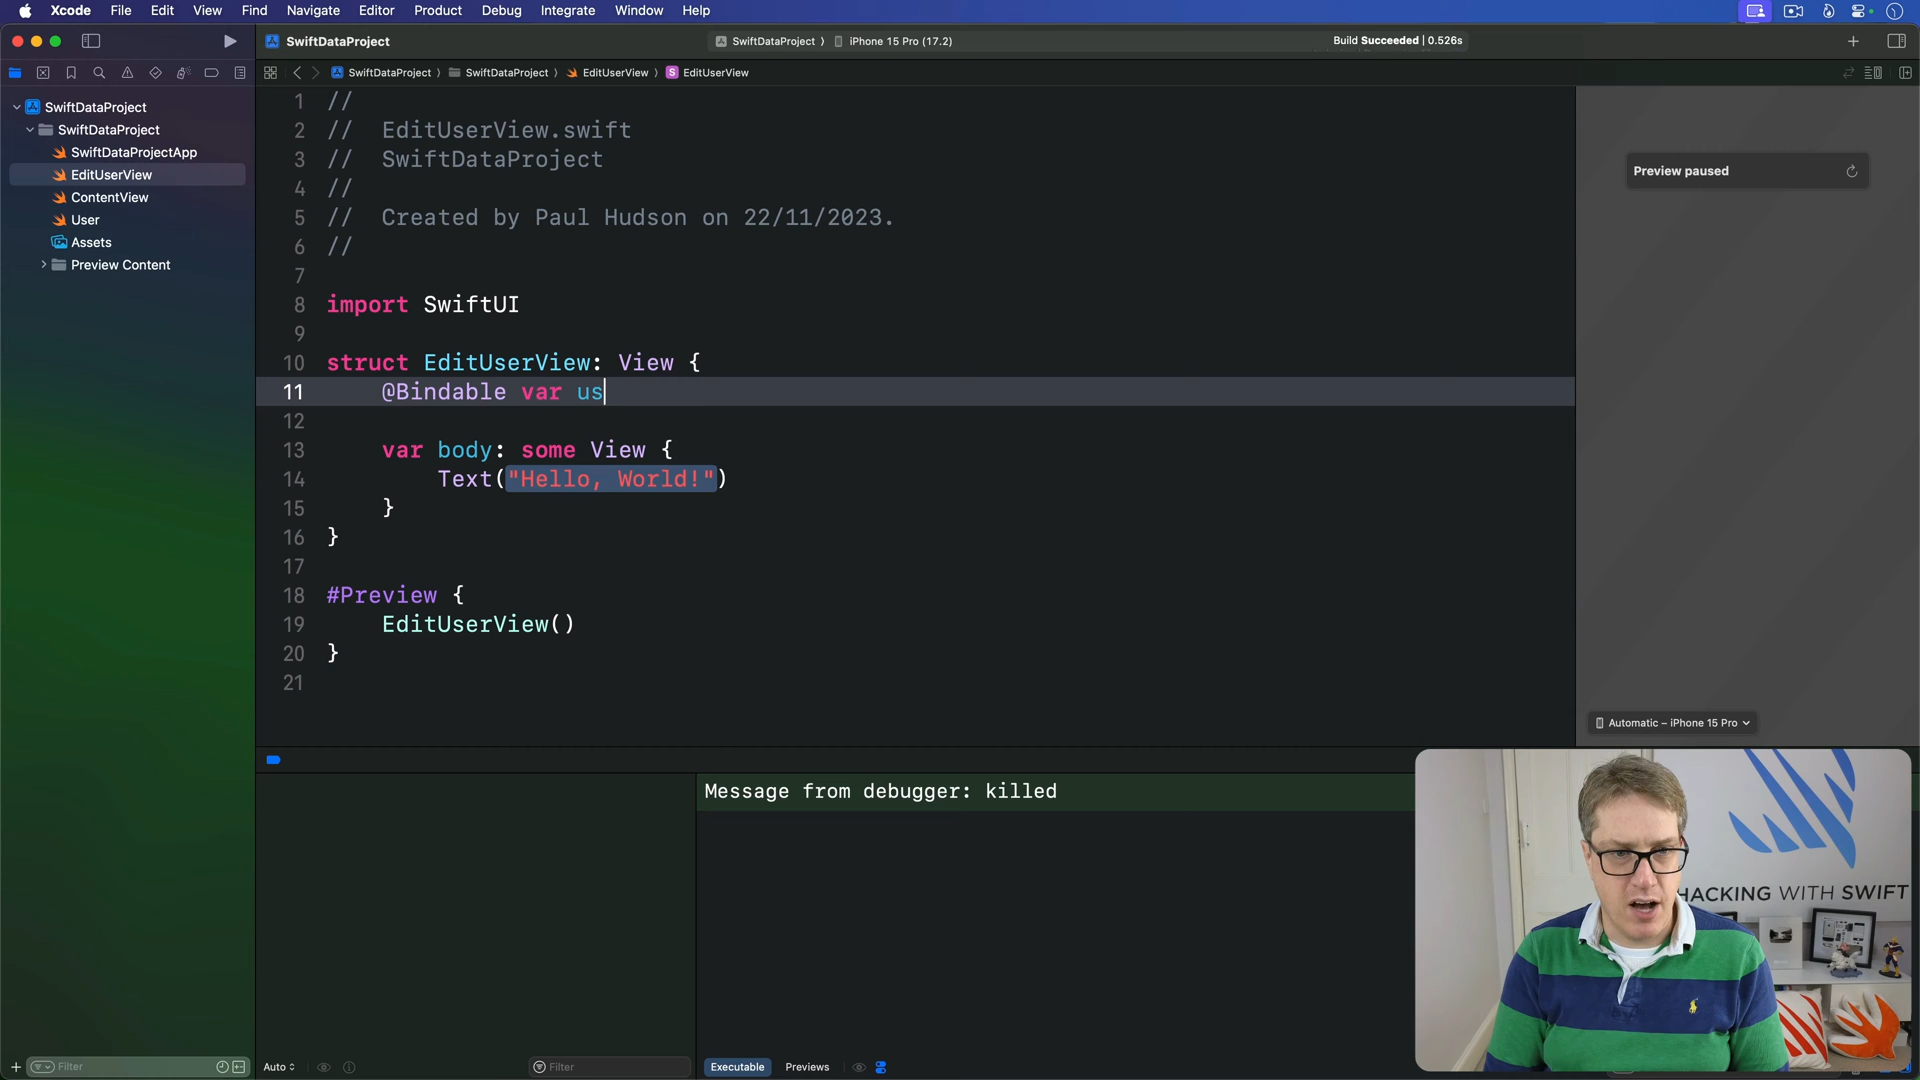 Xcode File Edit View Find Navigate Editor Product Debug Integrate Window Help
SwiftDataProject
SwiftDataProject 〉 iPhone 15 Pro (17.2)
Build Succeeded | 0.526s
SwiftDataProject 〉 SwiftDataProject 〉 EditUserView 〉 S EditUserView
SwiftDataProject
SwiftDataProject
SwiftDataProjectApp
EditUserView
ContentView
User
Assets
Preview Content
1 //
2 // EditUserView.swift
3 // SwiftDataProject
4 //
5 // Created by Paul Hudson on 22/11/2023.
6 //
7
8 import SwiftUI
9
10 struct EditUserView: View {
11 @Bindable var us
12
13 var body: some View {
14 Text("Hello, World!")
15 }
16 }
17
18 #Preview {
19 EditUserView()
20 }
21
Preview paused
Automatic – iPhone 15 Pro
Message from debugger: killed
HACKING WITH SWIFT
Filter
Auto
Filter
Executable Previews